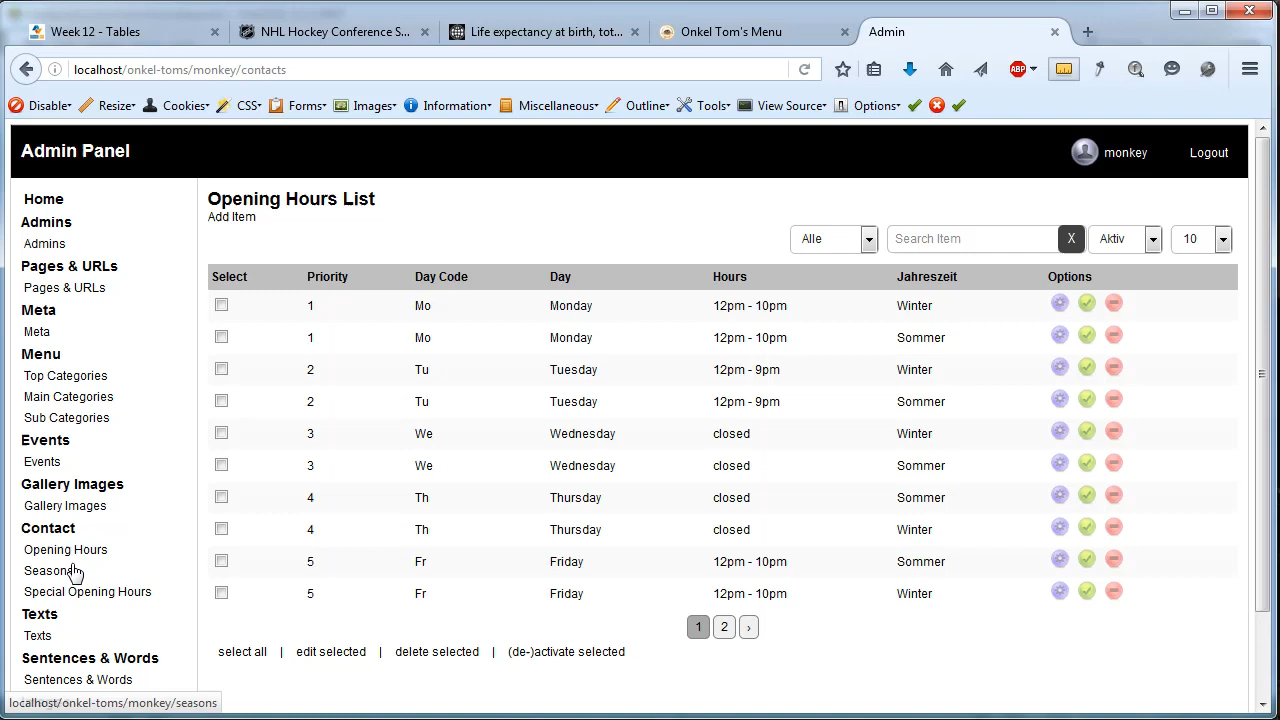 Week 12 - Tables
NHL Hockey Conference S...
Life expectancy at birth, tot...
Onkel Tom's Menu
Admin
localhost/onkel-toms/monkey/contacts
ABP
Disable Resize Cookies CSS Forms Images Information Miscellaneous Outline Tools View Source Options
Admin Panel
monkey
Logout
Home
Admins
Admins
Pages & URLs
Pages & URLs
Meta
Meta
Menu
Top Categories
Main Categories
Sub Categories
Events
Events
Gallery Images
Gallery Images
Contact
Opening Hours
Seasons
Special Opening Hours
Texts
Texts
Sentences & Words
Sentences & Words
localhost/onkel-toms/monkey/seasons
Opening Hours List
Add Item
Alle
Search Item
X
Aktiv
10
Select Priority Day Code Day Hours Jahreszeit Options
1 Mo Monday 12pm - 10pm Winter
1 Mo Monday 12pm - 10pm Sommer
2 Tu Tuesday 12pm - 9pm Winter
2 Tu Tuesday 12pm - 9pm Sommer
3 We Wednesday closed Winter
3 We Wednesday closed Sommer
4 Th Thursday closed Sommer
4 Th Thursday closed Winter
5 Fr Friday 12pm - 10pm Sommer
5 Fr Friday 12pm - 10pm Winter
1 2 ›
select all | edit selected | delete selected | (de-)activate selected